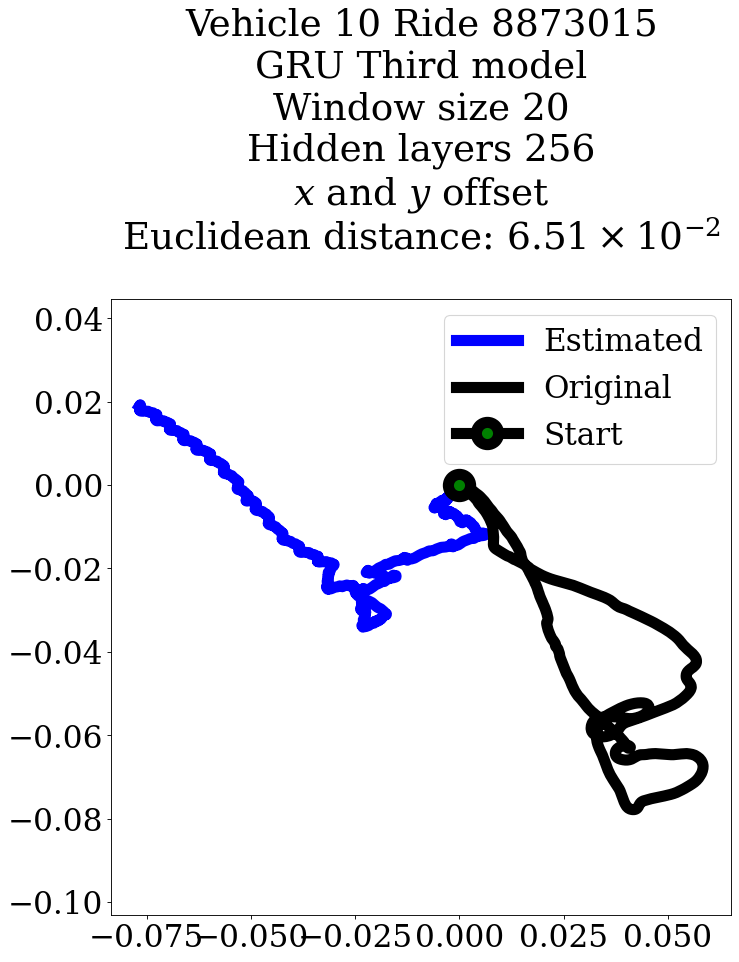 Vehicle 10 Ride 8873015
GRU Third model
Window size 20
Hidden layers 256
x and y offset
Euclidean distance: 6.51 × 10⁻²
Estimated
Original
Start
0.04
0.02
0.00
−0.02
−0.04
−0.06
−0.08
−0.10
−0.075 −0.050 −0.025 0.000 0.025 0.050